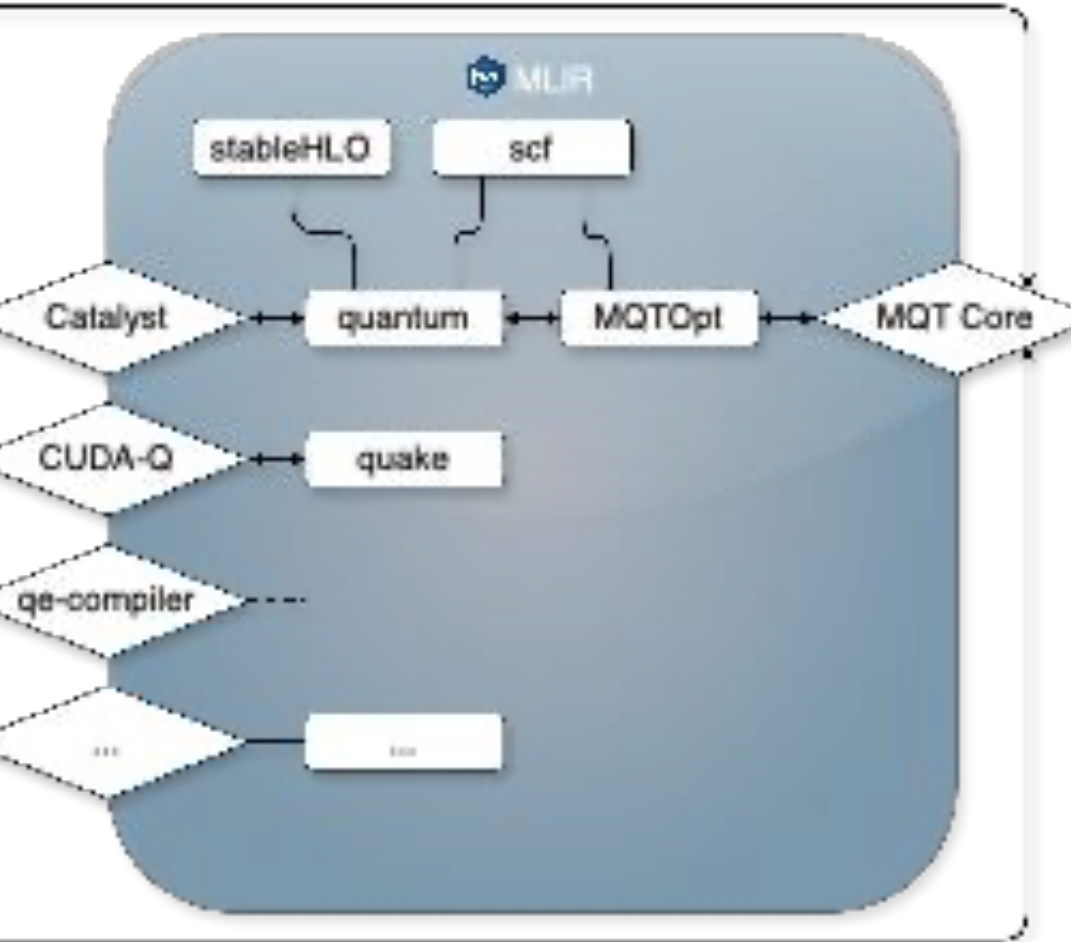 MLIR
stableHLO
scf
Catalyst
quantum
MQTOpt
MQT Core
CUDA-Q
quake
qe-compiler
...
...